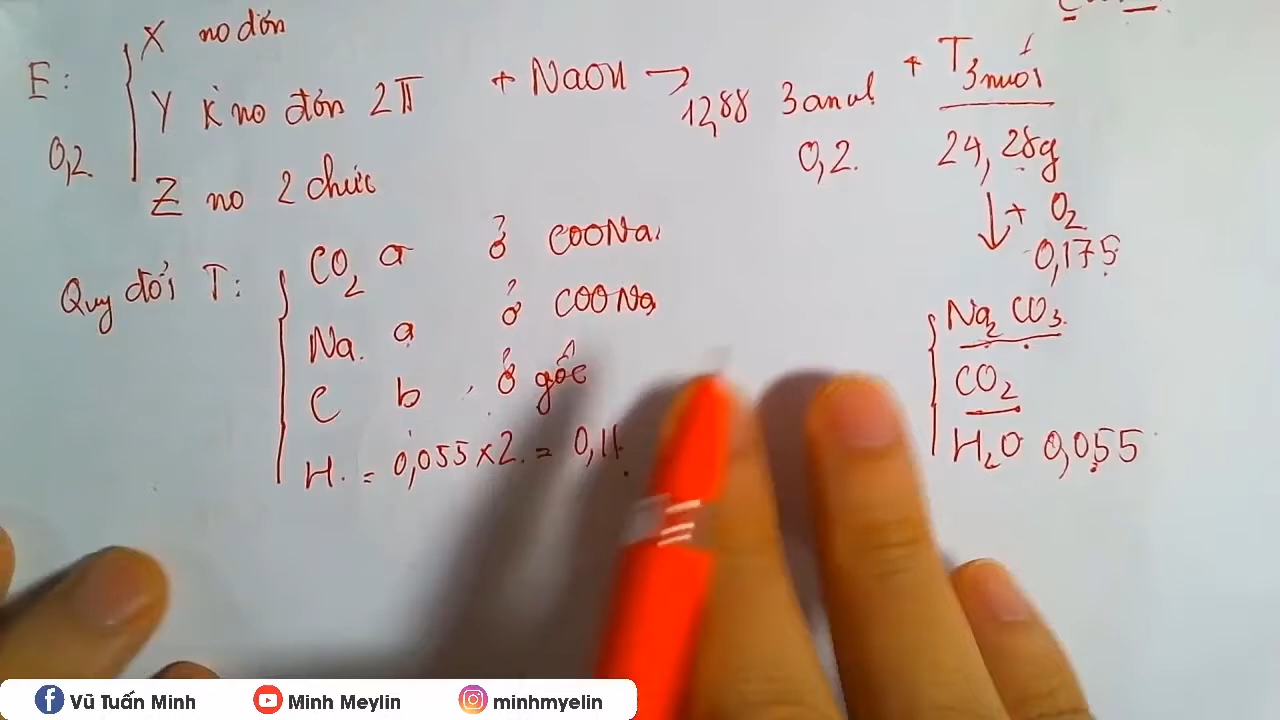 X no đơn
E: Y k no đơn 2π + NaOH → 12,88 3 ancol + T 3 muối
0,2 0,2. 24,28g
Z no 2 chức
↓ + O2
0,175
Quy đổi T: CO2 a ở COONa
Na. a ở COONa
C b ở gốc
H. = 0,055 x 2. = 0,11
Na2CO3.
CO2
H2O 0,055
Vũ Tuấn Minh Minh Meylin minhmyelin